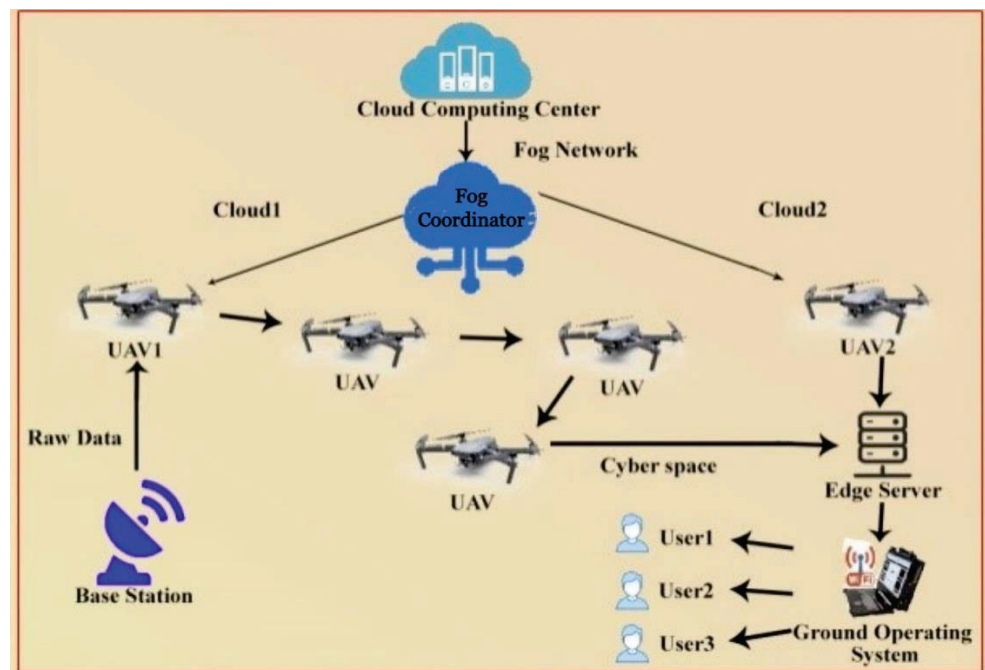 Cloud Computing Center
Fog Network
Fog
Coordinator
Cloud1
Cloud2
UAV1
UAV
UAV
UAV2
Raw Data
UAV
Cyber space
Edge Server
Base Station
User1
User2
User3
WiFi
Ground Operating
System